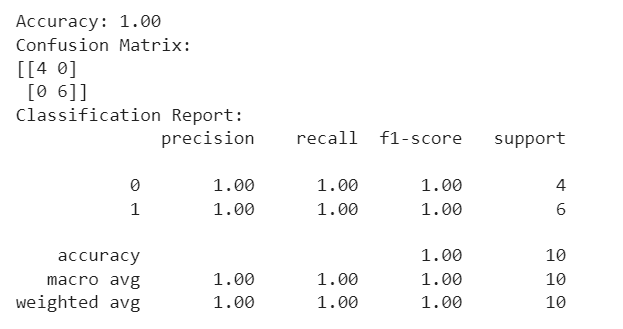 Accuracy: 1.00
Confusion Matrix:
[[4 0]
 [0 6]]
Classification Report:
              precision    recall  f1-score   support

           0       1.00      1.00      1.00         4
           1       1.00      1.00      1.00         6

    accuracy                           1.00        10
   macro avg       1.00      1.00      1.00        10
weighted avg       1.00      1.00      1.00        10